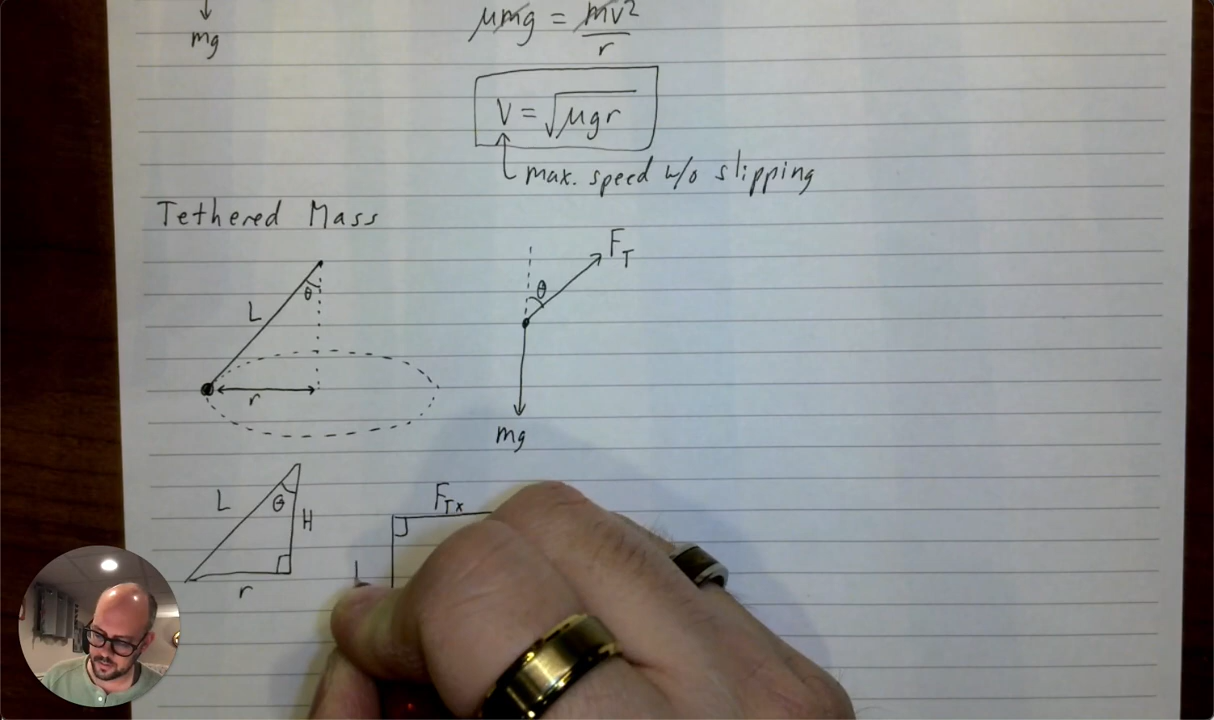 mg
μmg = mv²/r
V = √μgr
max. speed w/o slipping
Tethered Mass
L
θ
r
F_T
θ
mg
L
θ
H
r
F_Tx